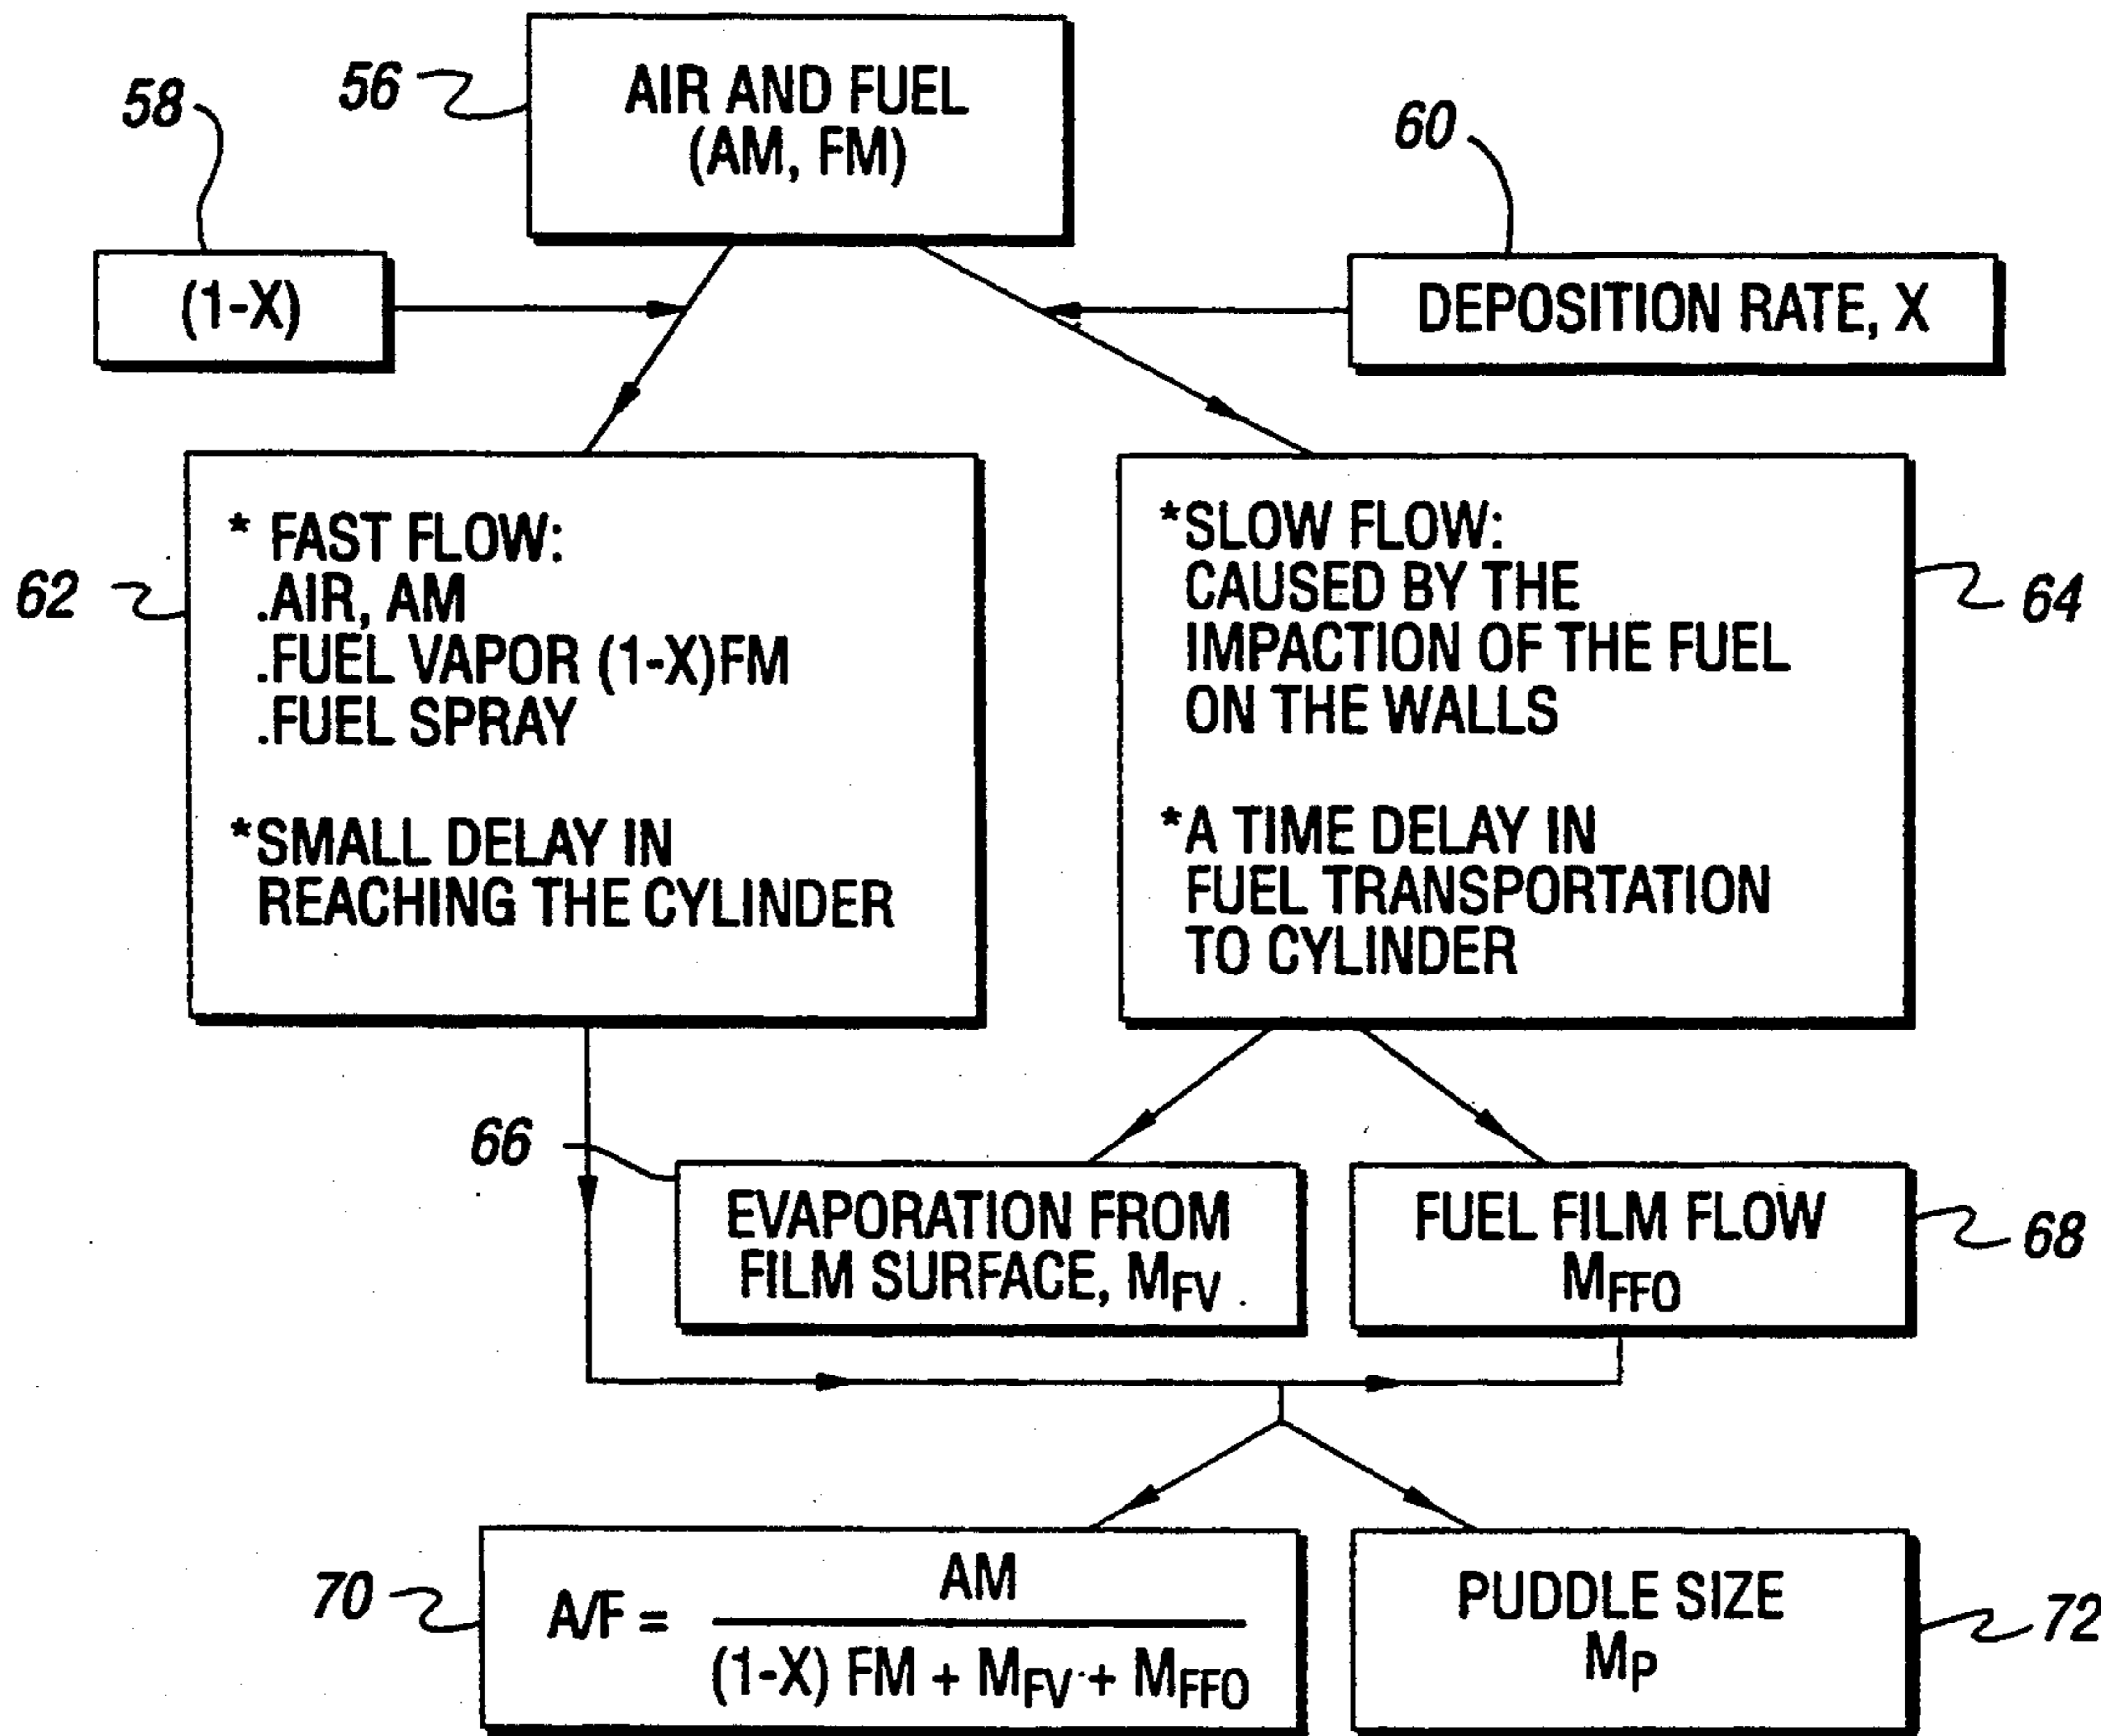 56
AIR AND FUEL
(AM, FM)
58
(1-X)
60
DEPOSITION RATE, X
62
* FAST FLOW:
.AIR, AM
.FUEL VAPOR (1-X)FM
.FUEL SPRAY
*SMALL DELAY IN
REACHING THE CYLINDER
*SLOW FLOW:
CAUSED BY THE
IMPACTION OF THE FUEL
ON THE WALLS
*A TIME DELAY IN
FUEL TRANSPORTATION
TO CYLINDER
64
66
EVAPORATION FROM
FILM SURFACE, MFV
FUEL FILM FLOW
MFFO
68
70
A/F = AM
(1-X) FM + MFV + MFFO
PUDDLE SIZE
MP
72